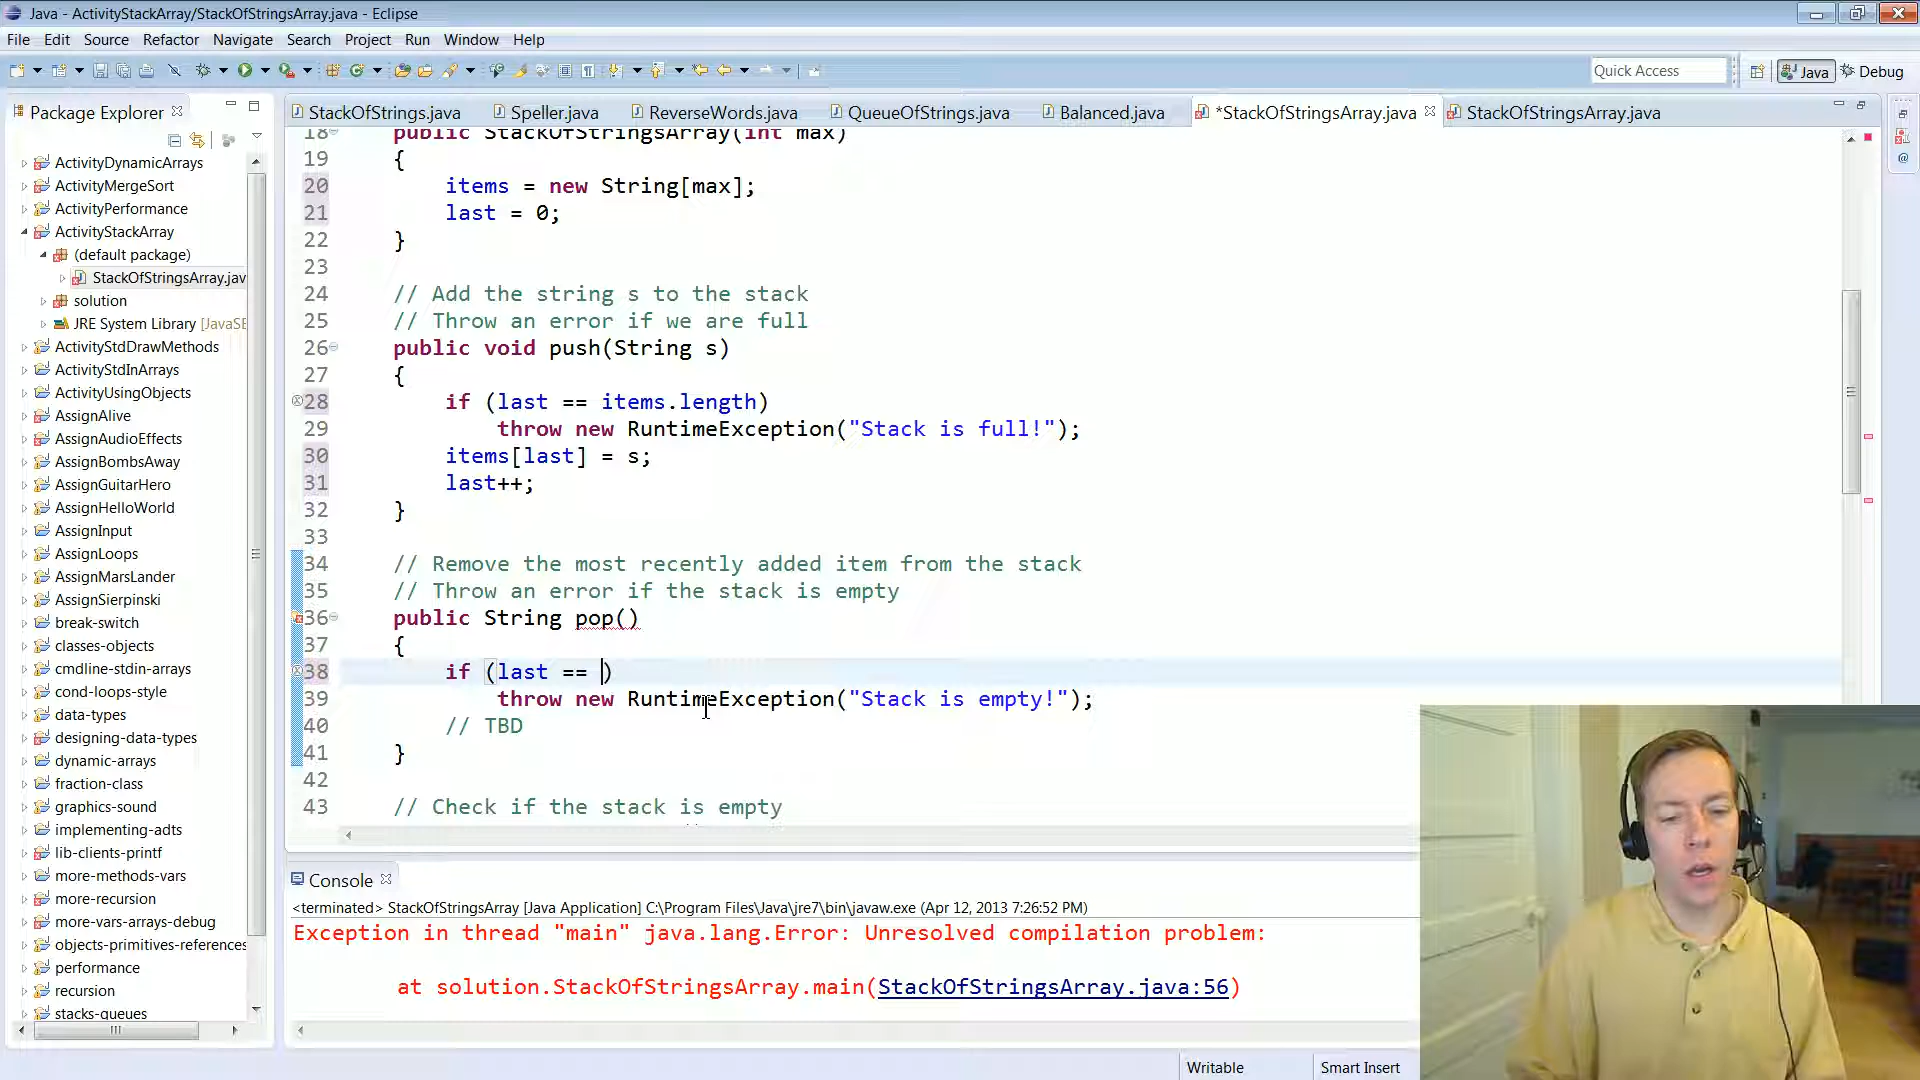 Java - ActivityStackArray/StackOfStringsArray.java - Eclipse
File Edit Source Refactor Navigate Search Project Run Window Help
Quick Access
Java
Debug
Package Explorer
StackOfStrings.java
Speller.java
ReverseWords.java
QueueOfStrings.java
Balanced.java
*StackOfStringsArray.java
StackOfStringsArray.java
ActivityDynamicArrays
ActivityMergeSort
ActivityPerformance
ActivityStackArray
(default package)
StackOfStringsArray.jav
solution
JRE System Library [JavaSE
ActivityStdDrawMethods
ActivityStdInArrays
ActivityUsingObjects
AssignAlive
AssignAudioEffects
AssignBombsAway
AssignGuitarHero
AssignHelloWorld
AssignInput
AssignLoops
AssignMarsLander
AssignSierpinski
break-switch
classes-objects
cmdline-stdin-arrays
cond-loops-style
data-types
designing-data-types
dynamic-arrays
fraction-class
graphics-sound
implementing-adts
lib-clients-printf
more-methods-vars
more-recursion
more-vars-arrays-debug
objects-primitives-references
performance
recursion
stacks-queues
18 public StackOfStringsArray(int max)
19 {
20 items = new String[max];
21 last = 0;
22 }
23
24 // Add the string s to the stack
25 // Throw an error if we are full
26 public void push(String s)
27 {
28 if (last == items.length)
29 throw new RuntimeException("Stack is full!");
30 items[last] = s;
31 last++;
32 }
33
34 // Remove the most recently added item from the stack
35 // Throw an error if the stack is empty
36 public String pop()
37 {
38 if (last == )
39 throw new RuntimeException("Stack is empty!");
40 // TBD
41 }
42
43 // Check if the stack is empty
Console
<terminated> StackOfStringsArray [Java Application] C:\Program Files\Java\jre7\bin\javaw.exe (Apr 12, 2013 7:26:52 PM)
Exception in thread "main" java.lang.Error: Unresolved compilation problem:
at solution.StackOfStringsArray.main(StackOfStringsArray.java:56)
Writable
Smart Insert